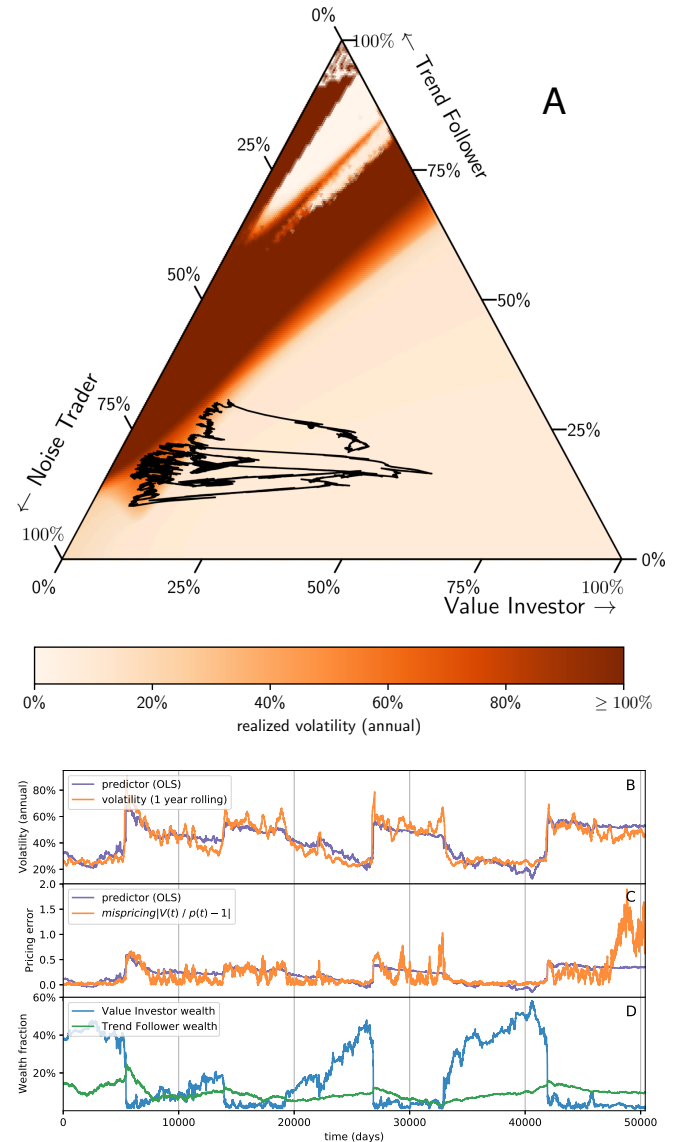 0%
100%
↖ Trend Follower
A
25%
75%
50%
50%
75%
25%
← Noise Trader
100%
0%
0%
25%
50%
75%
100%
Value Investor →
0%
20%
40%
60%
80%
≥ 100%
realized volatility (annual)
Volatility (annual)
80%
60%
40%
20%
predictor (OLS)
volatility (1 year rolling)
B
Pricing error
2.0
1.5
1.0
0.5
0.0
predictor (OLS)
mispricing|V(t) / p(t) − 1|
C
Wealth fraction
60%
40%
20%
Value Investor wealth
Trend Follower wealth
D
0
10000
20000
30000
40000
50000
time (days)